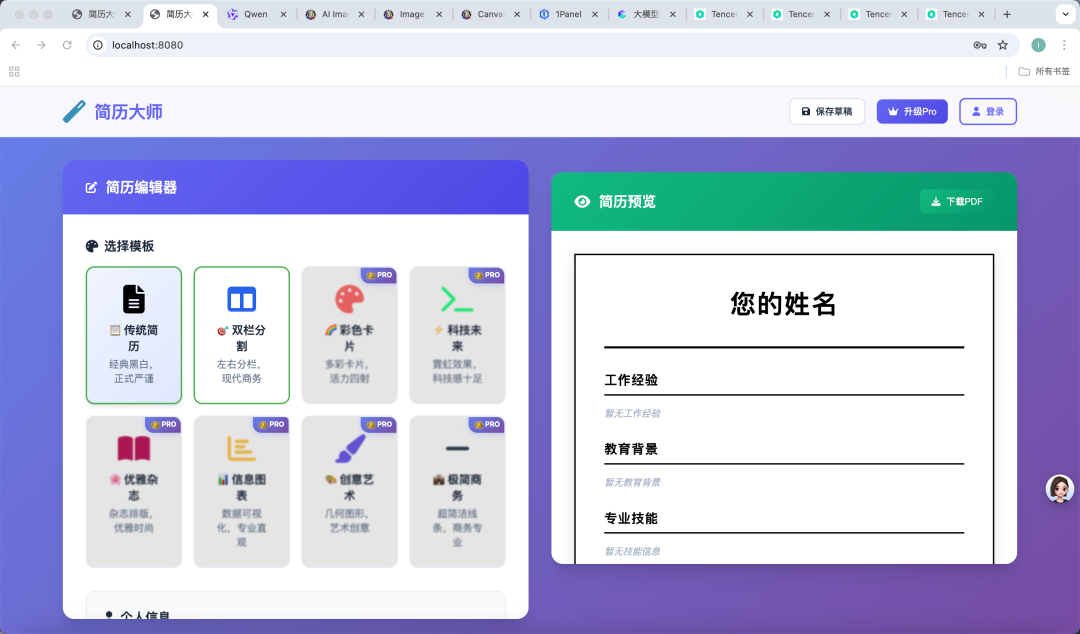 简历大
简历大
Qwen
AI Ima
Image
Canva
1Panel
大模型
Tencen
Tencen
Tencen
Tencen
localhost:8080
所有书签
简历大师
保存草稿
升级Pro
登录
简历编辑器
选择模板
传统简
历
经典黑白，
正式严谨
双栏分
割
左右分栏，
现代商务
PRO
彩色卡
片
多彩卡片，
活力四射
PRO
科技未
来
霓虹效果，
科技感十足
PRO
优雅杂
志
杂志排版，
优雅时尚
PRO
信息图
表
数据可视
化，专业直
观
PRO
创意艺
术
几何图形，
艺术创意
PRO
极简商
务
超简洁线
条，商务专
业
个人信息
简历预览
下载PDF
您的姓名
工作经验
暂无工作经验
教育背景
暂无教育背景
专业技能
暂无技能信息